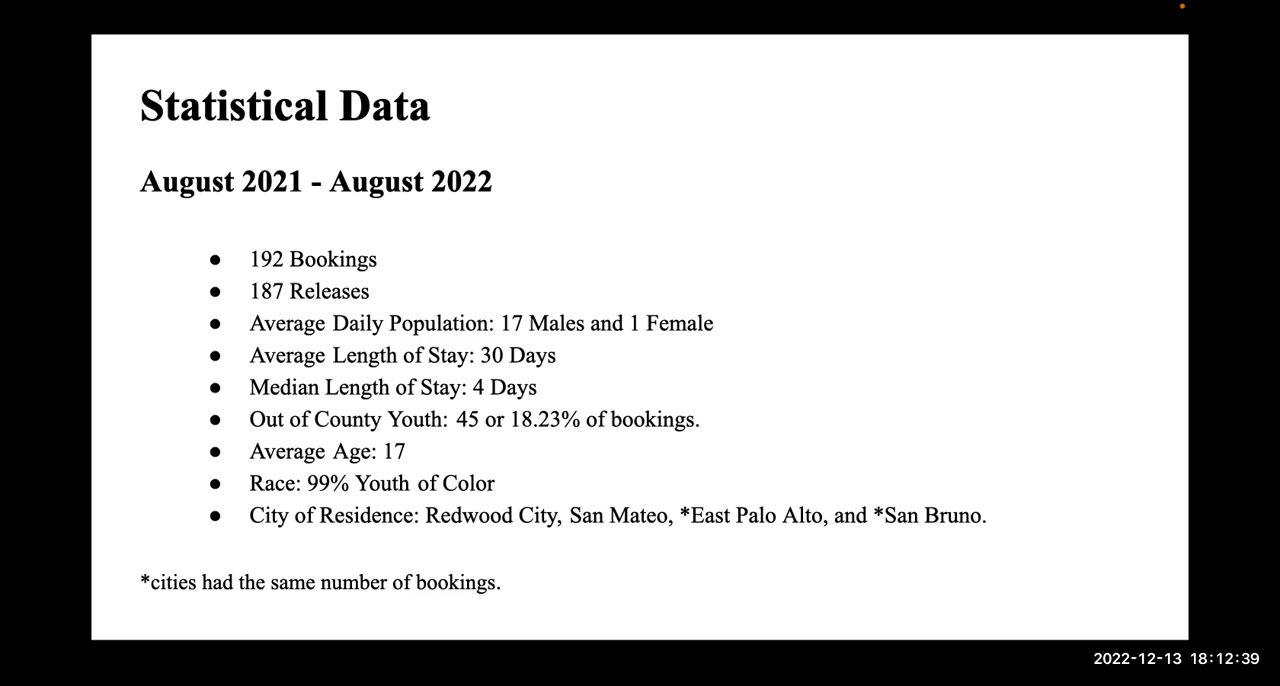 Statistical Data
August 2021 - August 2022
● 192 Bookings
● 187 Releases
● Average Daily Population: 17 Males and 1 Female
● Average Length of Stay: 30 Days
● Median Length of Stay: 4 Days
● Out of County Youth: 45 or 18.23% of bookings.
● Average Age: 17
● Race: 99% Youth of Color
● City of Residence: Redwood City, San Mateo, *East Palo Alto, and *San Bruno.
*cities had the same number of bookings.
2022-12-13 18:12:39